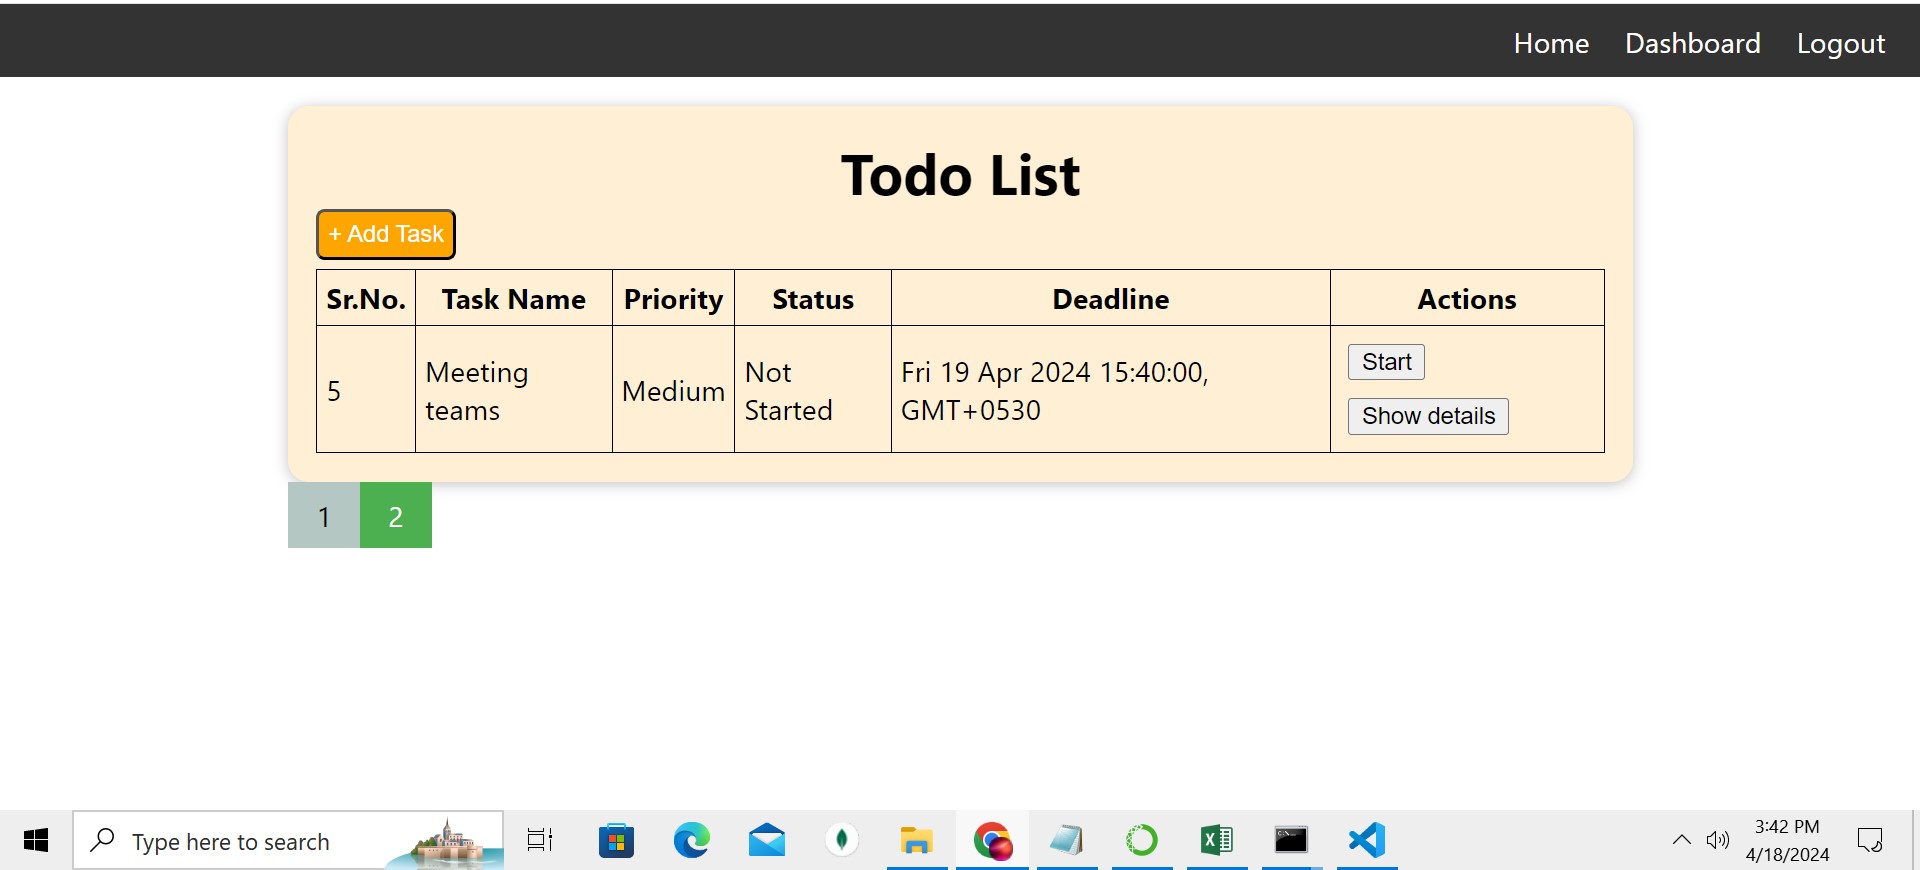 Home Dashboard Logout
Todo List
+ Add Task
Sr.No. Task Name Priority Status Deadline Actions
5 Meeting teams Medium Not Started Fri 19 Apr 2024 15:40:00, GMT+0530 Start Show details
1 2
Type here to search
3:42 PM
4/18/2024